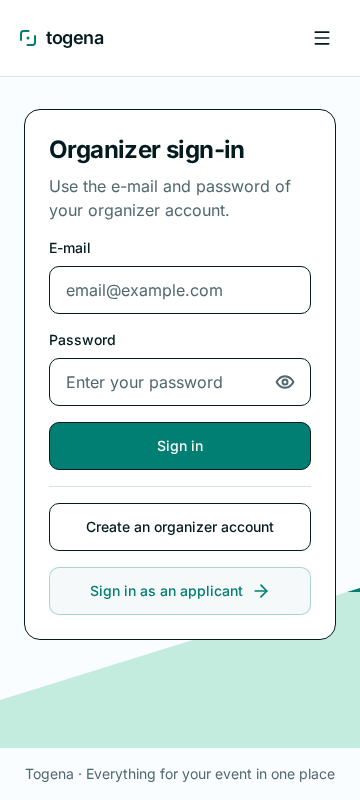 togena
Organizer sign-in
Use the e-mail and password of
your organizer account.
E-mail
email@example.com
Password
Enter your password
Sign in
Create an organizer account
Sign in as an applicant
Togena · Everything for your event in one place